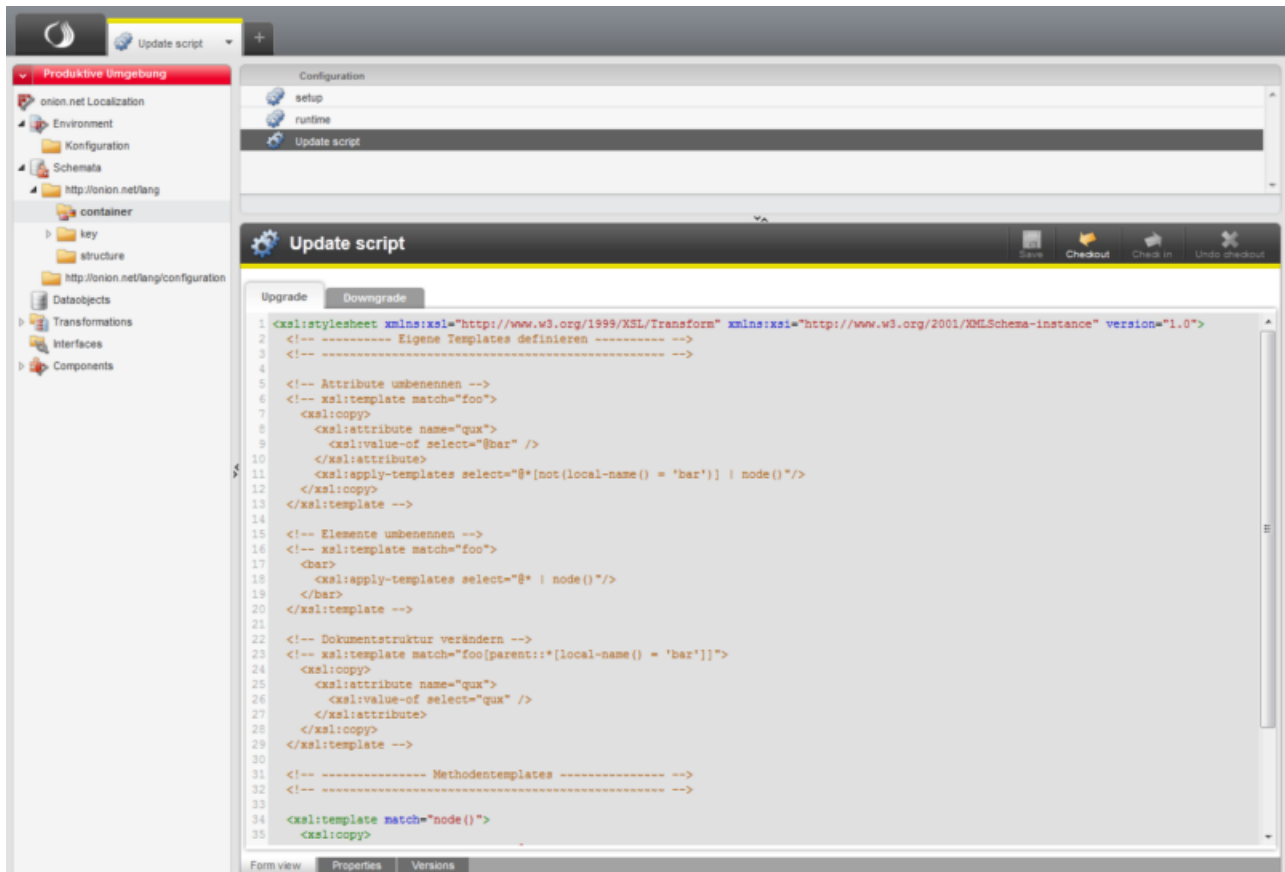 Update script
+
Produktive Umgebung
onion.net Localization
Environment
Konfiguration
Schemata
http://onion.net/lang
container
key
structure
http://onion.net/lang/configuration
Dataobjects
Transformations
Interfaces
Components
Configuration
setup
runtime
Update script
Update script
Save Checkout Check in Undo checkout
Upgrade Downgrade
1 <xsl:stylesheet xmlns:xsl="http://www.w3.org/1999/XSL/Transform" xmlns:xsi="http://www.w3.org/2001/XMLSchema-instance" version="1.0">
2 <!-- ---------- Eigene Templates definieren ---------- -->
3 <!-- ------------------------------------------------- -->
4
5 <!-- Attribute umbenennen -->
6 <!-- xsl:template match="foo">
7 <xsl:copy>
8 <xsl:attribute name="qux">
9 <xsl:value-of select="@bar" />
10 </xsl:attribute>
11 <xsl:apply-templates select="@*[not(local-name() = 'bar')] | node()"/>
12 </xsl:copy>
13 </xsl:template -->
14
15 <!-- Elemente umbenennen -->
16 <!-- xsl:template match="foo">
17 <bar>
18 <xsl:apply-templates select="@* | node()"/>
19 </bar>
20 </xsl:template -->
21
22 <!-- Dokumentstruktur verändern -->
23 <!-- xsl:template match="foo[parent::*[local-name() = 'bar']]">
24 <xsl:copy>
25 <xsl:attribute name="qux">
26 <xsl:value-of select="qux" />
27 </xsl:attribute>
28 </xsl:copy>
29 </xsl:template -->
30
31 <!-- --------------- Methodentemplates --------------- -->
32 <!-- ------------------------------------------------- -->
33
34 <xsl:template match="node()">
35 <xsl:copy>
Form view Properties Versions